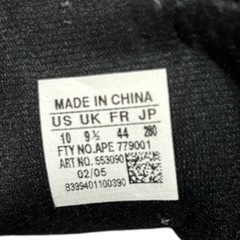 MADE IN CHINA
US UK FR JP
10 9½ 44 280
FTY NO.APE 779001
ART NO. 553090
02/05
B399401100390